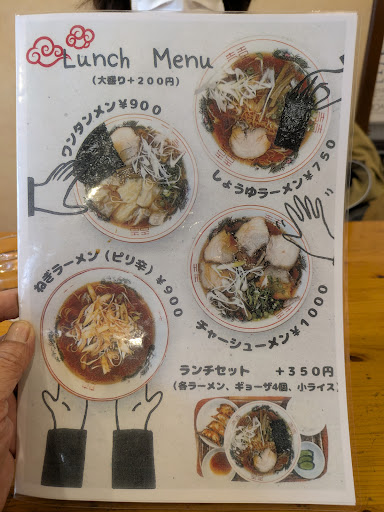 Lunch Menu
(大盛り+200円)
ワンタンメン¥900
しょうゆラーメン¥750
ねぎラーメン(ピリ辛)¥900
チャーシューメン¥1000
ランチセット +350円
(各ラーメン、ギョーザ4個、小ライス)